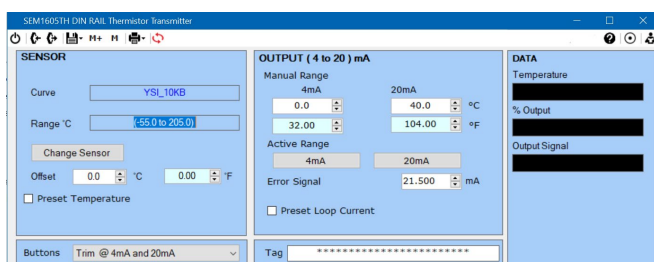 SEM1605TH DIN RAIL Thermistor Transmitter
M+ M
SENSOR
Curve YSI_10KB
Range °C (-55.0 to 205.0)
Change Sensor
Offset 0.0 °C 0.00 °F
Preset Temperature
Buttons Trim @ 4mA and 20mA
OUTPUT ( 4 to 20 ) mA
Manual Range
4mA 20mA
0.0 40.0 °C
32.00 104.00 °F
Active Range
4mA 20mA
Error Signal 21.500 mA
Preset Loop Current
Tag ************************
DATA
Temperature
% Output
Output Signal